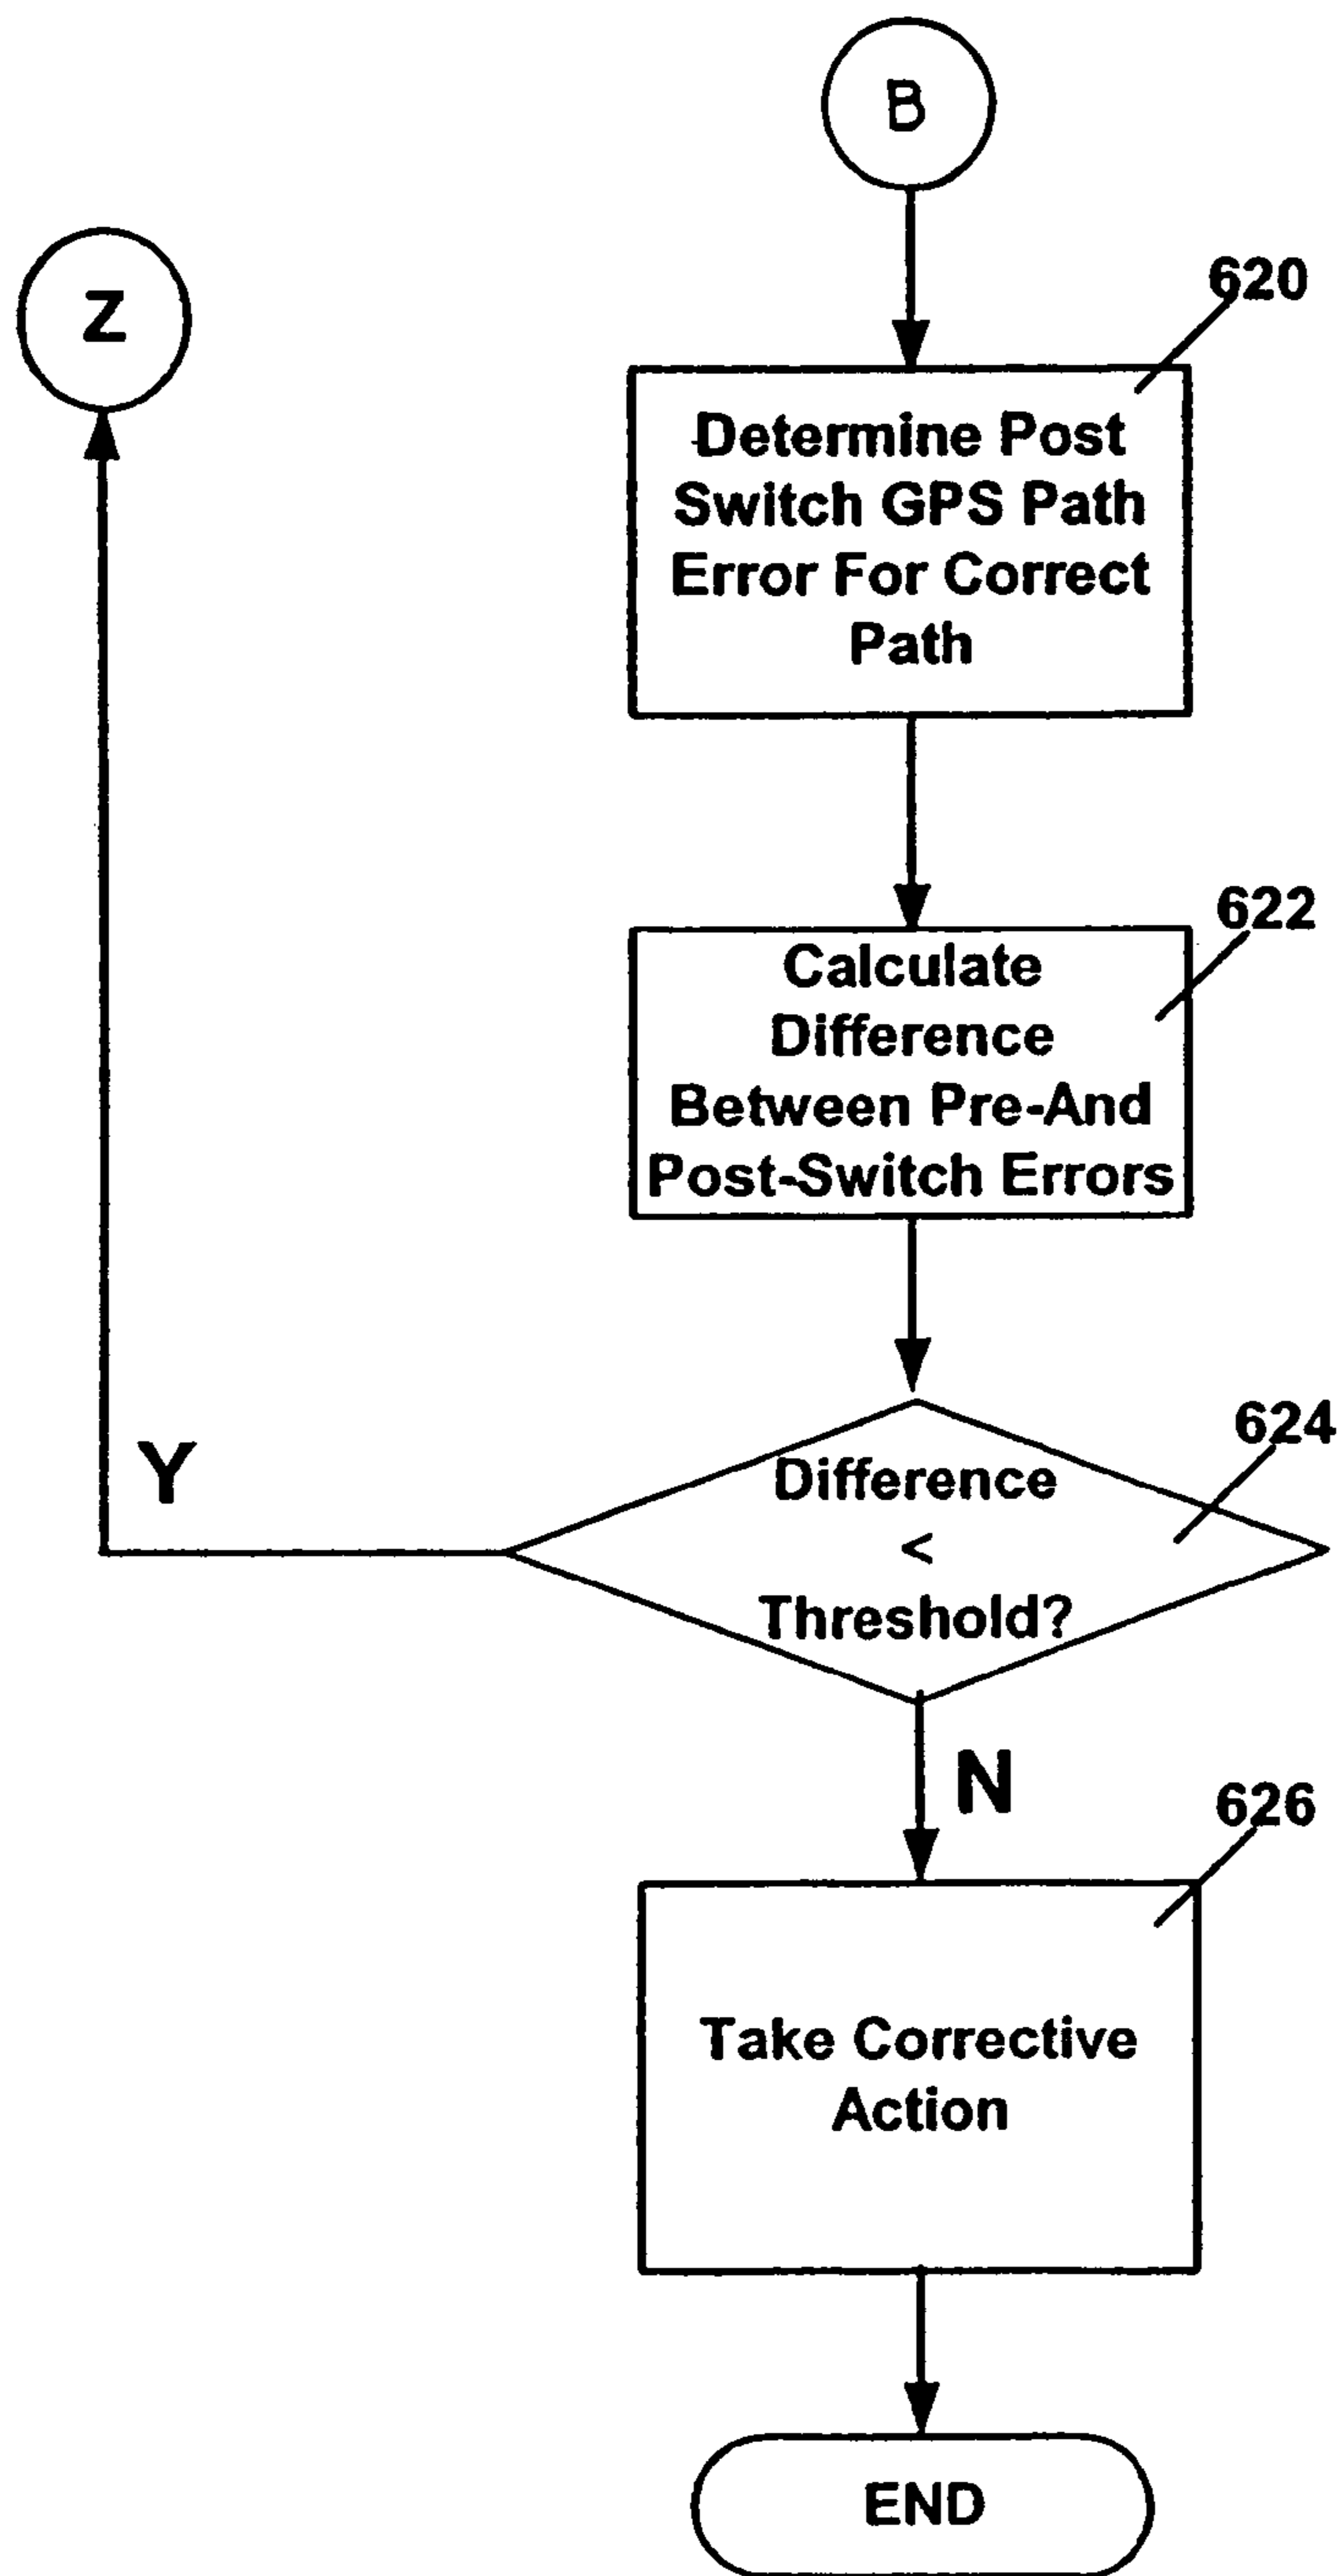 B
Z
620
Determine Post
Switch GPS Path
Error For Correct
Path
622
Calculate
Difference
Between Pre-And
Post-Switch Errors
624
Difference
<
Threshold?
Y
N
626
Take Corrective
Action
END